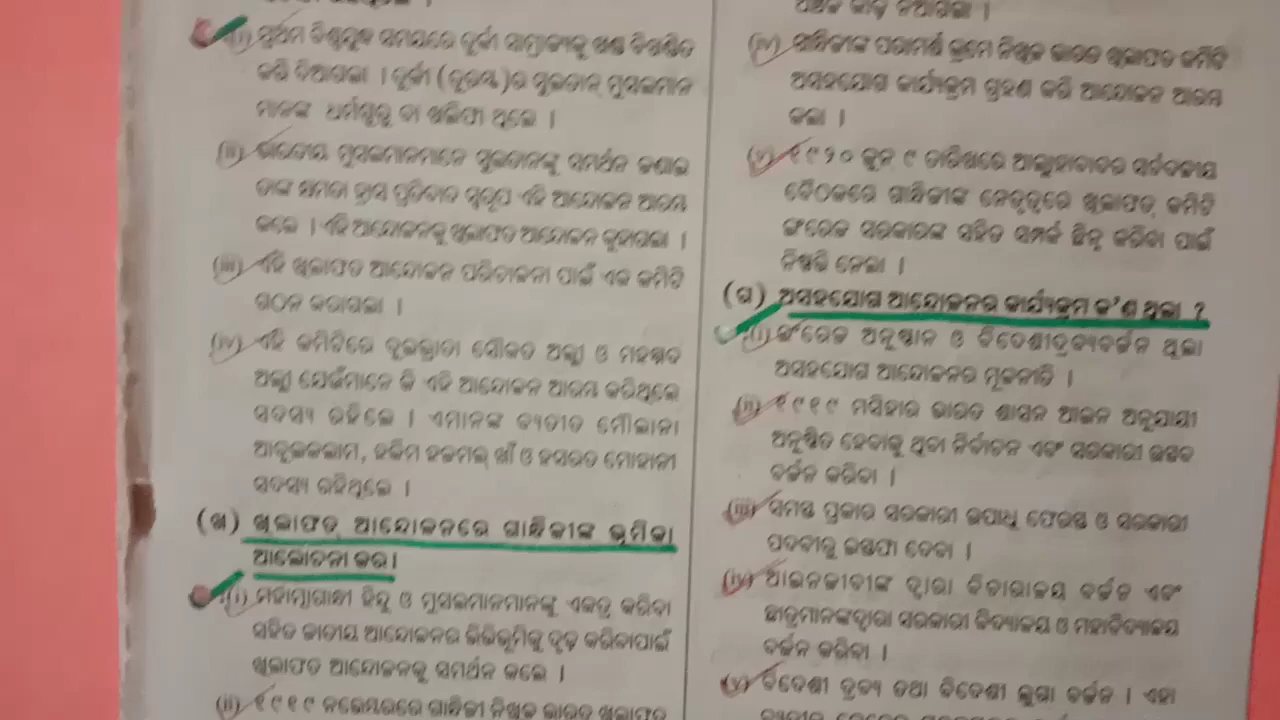 (i) ପ୍ରଥମ ବିଶ୍ୱଯୁଦ୍ଧ ସମୟରେ ତୁର୍କୀ ସାମ୍ରାଜ୍ୟକୁ ଖଣ୍ଡ ବିଖଣ୍ଡିତ
କରି ଦିଆଗଲା । ତୁର୍କୀ (ତୁରସ୍କ)ର ସୁଲତାନ୍ ମୁସଲମାନ
ମାନଙ୍କ ଧର୍ମଗୁରୁ ବା ଖଲିଫା ଥିଲେ ।
(ii) ଭାରତୀୟ ମୁସଲମାନମାନେ ସୁଲତାନଙ୍କୁ ସମର୍ଥନ ଜଣାଇ
ତାଙ୍କ କ୍ଷମତା ହ୍ରାସ ପ୍ରତିବାଦ ସ୍ୱରୂପ ଏହି ଆନ୍ଦୋଳନ ଆରମ୍ଭ
କଲେ । ଏହି ଆନ୍ଦୋଳନକୁ ଖିଲାଫତ ଆନ୍ଦୋଳନ କୁହାଗଲା ।
(iii) ଏହି ଖିଲାଫତ ଆନ୍ଦୋଳନ ପରିଚାଳନା ପାଇଁ ଏକ କମିଟି
ଗଠନ କରାଗଲା ।
(iv) ଏହି କମିଟିରେ ଦୁଇଭ୍ରାତା ସୌକତ ଅଲ୍ଲୀ ଓ ମହମ୍ମଦ
ଅଲ୍ଲୀ ଯେଉଁମାନେ କି ଏହି ଆନ୍ଦୋଳନ ଆରମ୍ଭ କରିଥିଲେ
ସଦସ୍ୟ ରହିଲେ । ଏମାନଙ୍କ ବ୍ୟତୀତ ମୌଲାନା
ଆବୁଲକଲାମ, ହକିମ ହଜମଲ୍ ଖାଁ ଓ ହସରତ ମୋହାନୀ
ସଦସ୍ୟ ରହିଥିଲେ ।
(ଖ) ଖିଲାଫତ୍ ଆନ୍ଦୋଳନରେ ଗାନ୍ଧିଜୀଙ୍କ ଭୂମିକା
ଆଲୋଚନା କର।
(i) ମହାତ୍ମାଗାନ୍ଧୀ ହିନ୍ଦୁ ଓ ମୁସଲମାନମାନଙ୍କୁ ଏକତ୍ର କରିବା
ସହିତ ଜାତୀୟ ଆନ୍ଦୋଳନର ଭିତ୍ତିଭୂମିକୁ ଦୃଢ଼ କରିବାପାଇଁ
ଖିଲାଫତ ଆନ୍ଦୋଳନକୁ ସମର୍ଥନ କଲେ ।
(ii) ୧୯୧୯ ନଭେମ୍ବରରେ ଗାନ୍ଧିଜୀ ନିଖିଳ ଭାରତ ଖିଲାଫତ
(iv) ଗାନ୍ଧିଜୀଙ୍କ ପରାମର୍ଶ କ୍ରମେ ନିଖିଳ ଭାରତ ଖିଲାଫତ କମିଟି
ଅସହଯୋଗ କାର୍ଯ୍ୟକ୍ରମ ଗ୍ରହଣ କରି ଆନ୍ଦୋଳନ ଆରମ୍ଭ
କଲା ।
(v) ୧୯୨୦ ଜୁନ ୯ ତାରିଖରେ ଆହ୍ଲାହାବାଦର ସର୍ବଦଳୀୟ
ବୈଠକରେ ଗାନ୍ଧିଜୀଙ୍କ ନେତୃତ୍ୱରେ ଖିଲାଫତ୍ କମିଟି
ଇଂରେଜ ସରକାରଙ୍କ ସହିତ ସମ୍ପର୍କ ଛିନ୍ନ କରିବା ପାଇଁ
ନିଷ୍ପତ୍ତି ନେଲା ।
(ଗ) ଅସହଯୋଗ ଆନ୍ଦୋଳନର କାର୍ଯ୍ୟକ୍ରମ କ'ଣ ଥିଲା ?
(i) ଇଂରେଜ ଅନୁଷ୍ଠାନ ଓ ବିଦେଶୀଦ୍ରବ୍ୟବର୍ଜନ ଥିଲା
ଅସହଯୋଗ ଆନ୍ଦୋଳନର ମୂଳନୀତି ।
(ii) ୧୯୧୯ ମସିହାର ଭାରତ ଶାସନ ଆଇନ ଅନୁଯାୟୀ
ଅନୁଷ୍ଠିତ ହେବାକୁ ଥିବା ନିର୍ବାଚନ ଏବଂ ସରକାରୀ ଉତ୍ସବ
ବର୍ଜନ କରିବା ।
(iii) ସମସ୍ତ ପ୍ରକାର ସରକାରୀ ଉପାଧି ଫେରସ୍ତ ଓ ସରକାରୀ
ପଦବୀରୁ ଇସ୍ତଫା ଦେବା ।
(iv) ଆଇନଜୀବୀଙ୍କ ଦ୍ୱାରା ବିଚାରାଳୟ ବର୍ଜନ ଏବଂ
ଛାତ୍ରମାନଙ୍କଦ୍ୱାରା ସରକାରୀ ବିଦ୍ୟାଳୟ ଓ ମହାବିଦ୍ୟାଳୟ
ବର୍ଜନ କରିବା ।
(v) ବିଦେଶୀ ଦ୍ରବ୍ୟ ତଥା ବିଦେଶୀ ଲୁଗା ବର୍ଜନ । ଏହା